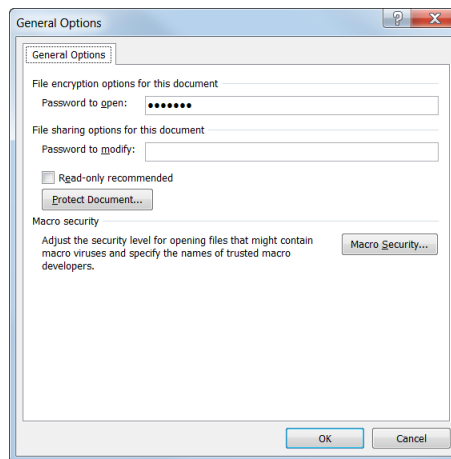 General Options
General Options
File encryption options for this document
Password to open: •••••••
File sharing options for this document
Password to modify:
Read-only recommended
Protect Document...
Macro security
Adjust the security level for opening files that might contain
macro viruses and specify the names of trusted macro
developers.
Macro Security...
OK
Cancel